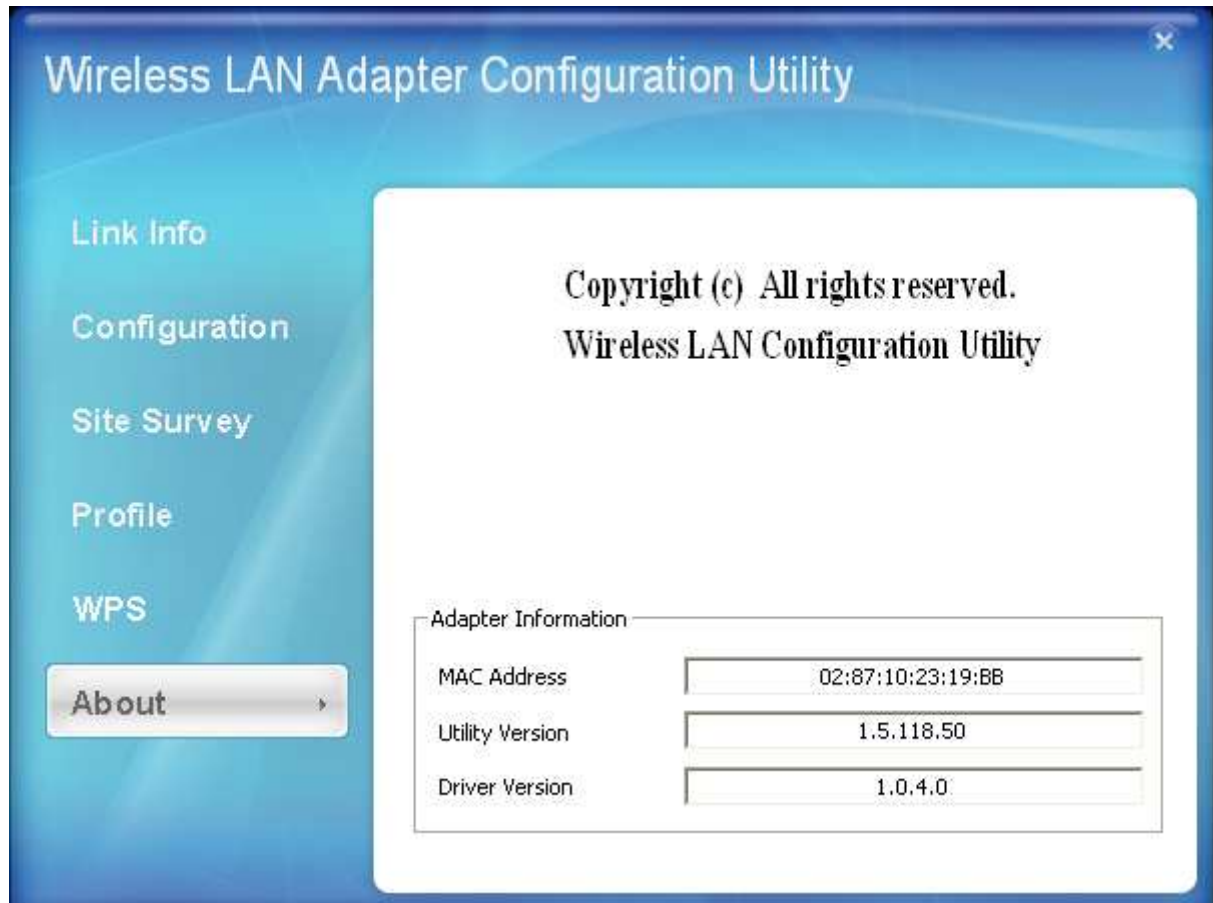 Wireless LAN Adapter Configuration Utility
Link Info
Configuration
Site Survey
Profile
WPS
About
Copyright (c) All rights reserved.
Wireless LAN Configuration Utility
Adapter Information
MAC Address 02:87:10:23:19:BB
Utility Version 1.5.118.50
Driver Version 1.0.4.0